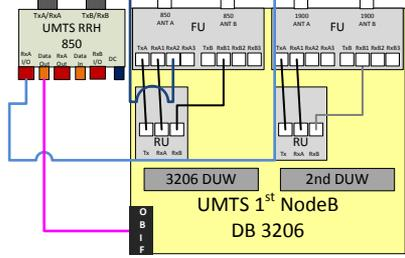 TxA/RxA TxB/RxB
UMTS RRH
850
RxA I/O Data Out RxA Out Data In RxB I/O DC
850 ANT A FU 850 ANT B
TxA RxA1 RxA2 RxA3 TxB RxB1 RxB2 RxB3
1900 ANT A FU 1900 ANT B
TxA RxA1 RxA2 RxA3 TxB RxB1 RxB2 RxB3
RU
Tx RxA RxB
RU
Tx RxA RxB
3206 DUW 2nd DUW
UMTS 1st NodeB
DB 3206
OBIF